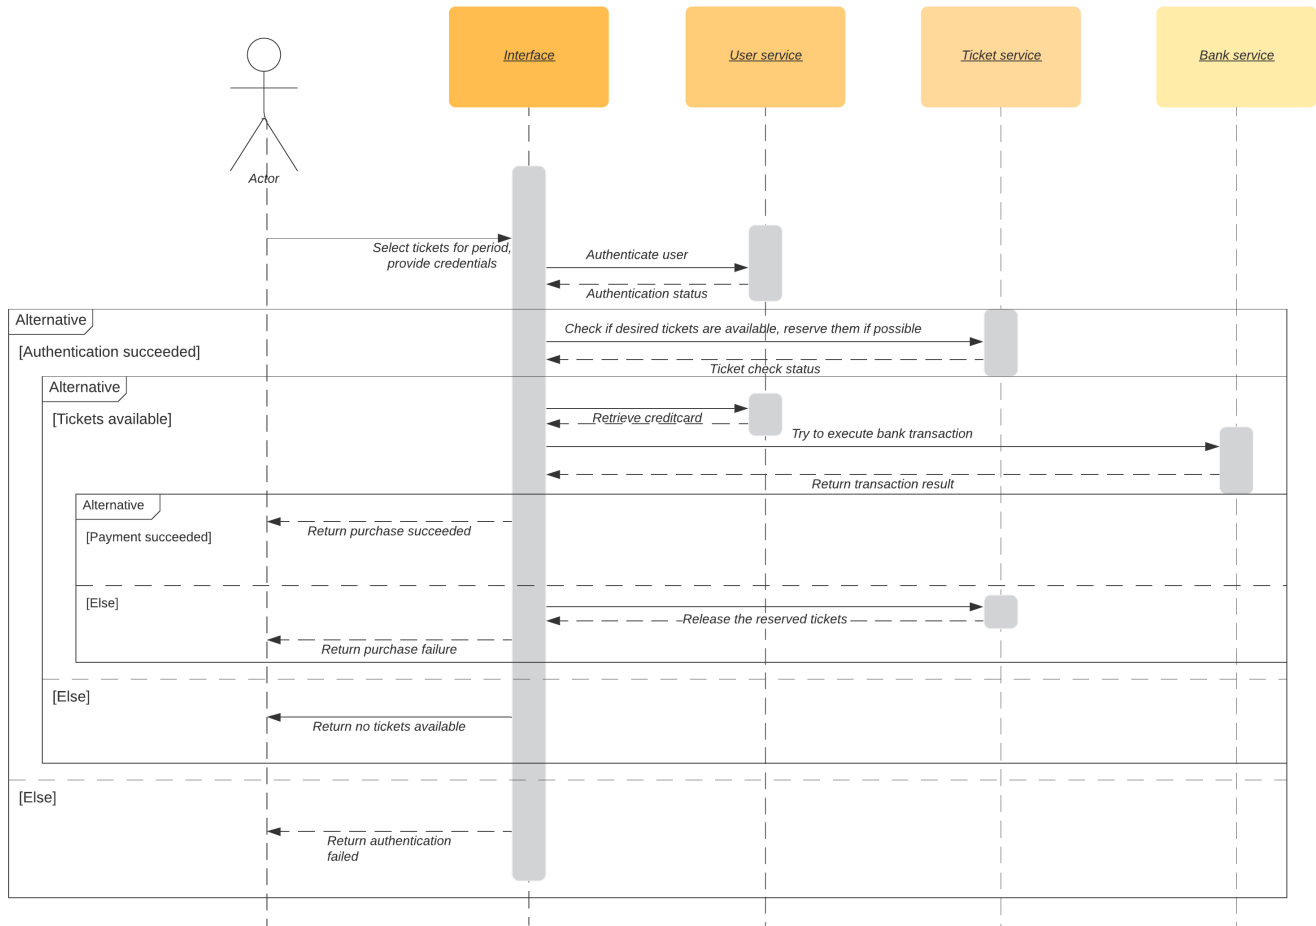 Interface
User service
Ticket service
Bank service
Actor
Select tickets for period,
provide credentials
Authenticate user
Authentication status
Alternative
[Authentication succeeded]
Check if desired tickets are available, reserve them if possible
Ticket check status
Alternative
[Tickets available]
Retrieve creditcard
Try to execute bank transaction
Return transaction result
Alternative
[Payment succeeded]
Return purchase succeeded
[Else]
Release the reserved tickets
Return purchase failure
[Else]
Return no tickets available
[Else]
Return authentication
failed